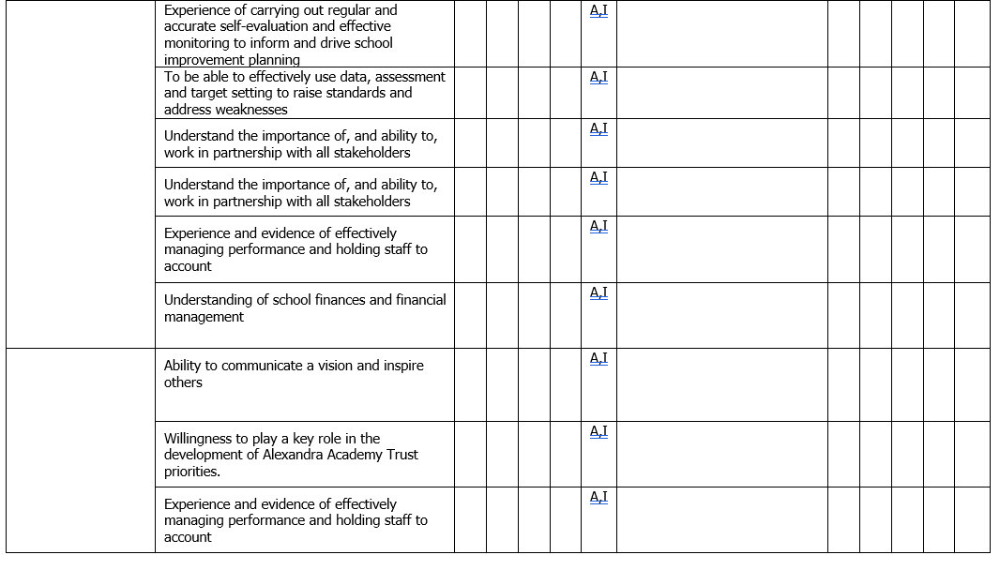 Experience of carrying out regular and
A,I
accurate self-evaluation and effective
monitoring to inform and drive school
improvement planning
To be able to effectively use data, assessment
A,I
and target setting to raise standards and
address weaknesses
A,I
Understand the importance of, and ability to,
work in partnership with all stakeholders
A,I
Understand the importance of, and ability to,
work in partnership with all stakeholders
A,I
Experience and evidence of effectively
managing performance and holding staff to
account
A,I
Understanding of school finances and financial
management
A,I
Ability to communicate a vision and inspire
others
A,I
Willingness to play a key role in the
development of Alexandra Academy Trust
priorities.
A,I
Experience and evidence of effectively
managing performance and holding staff to
account